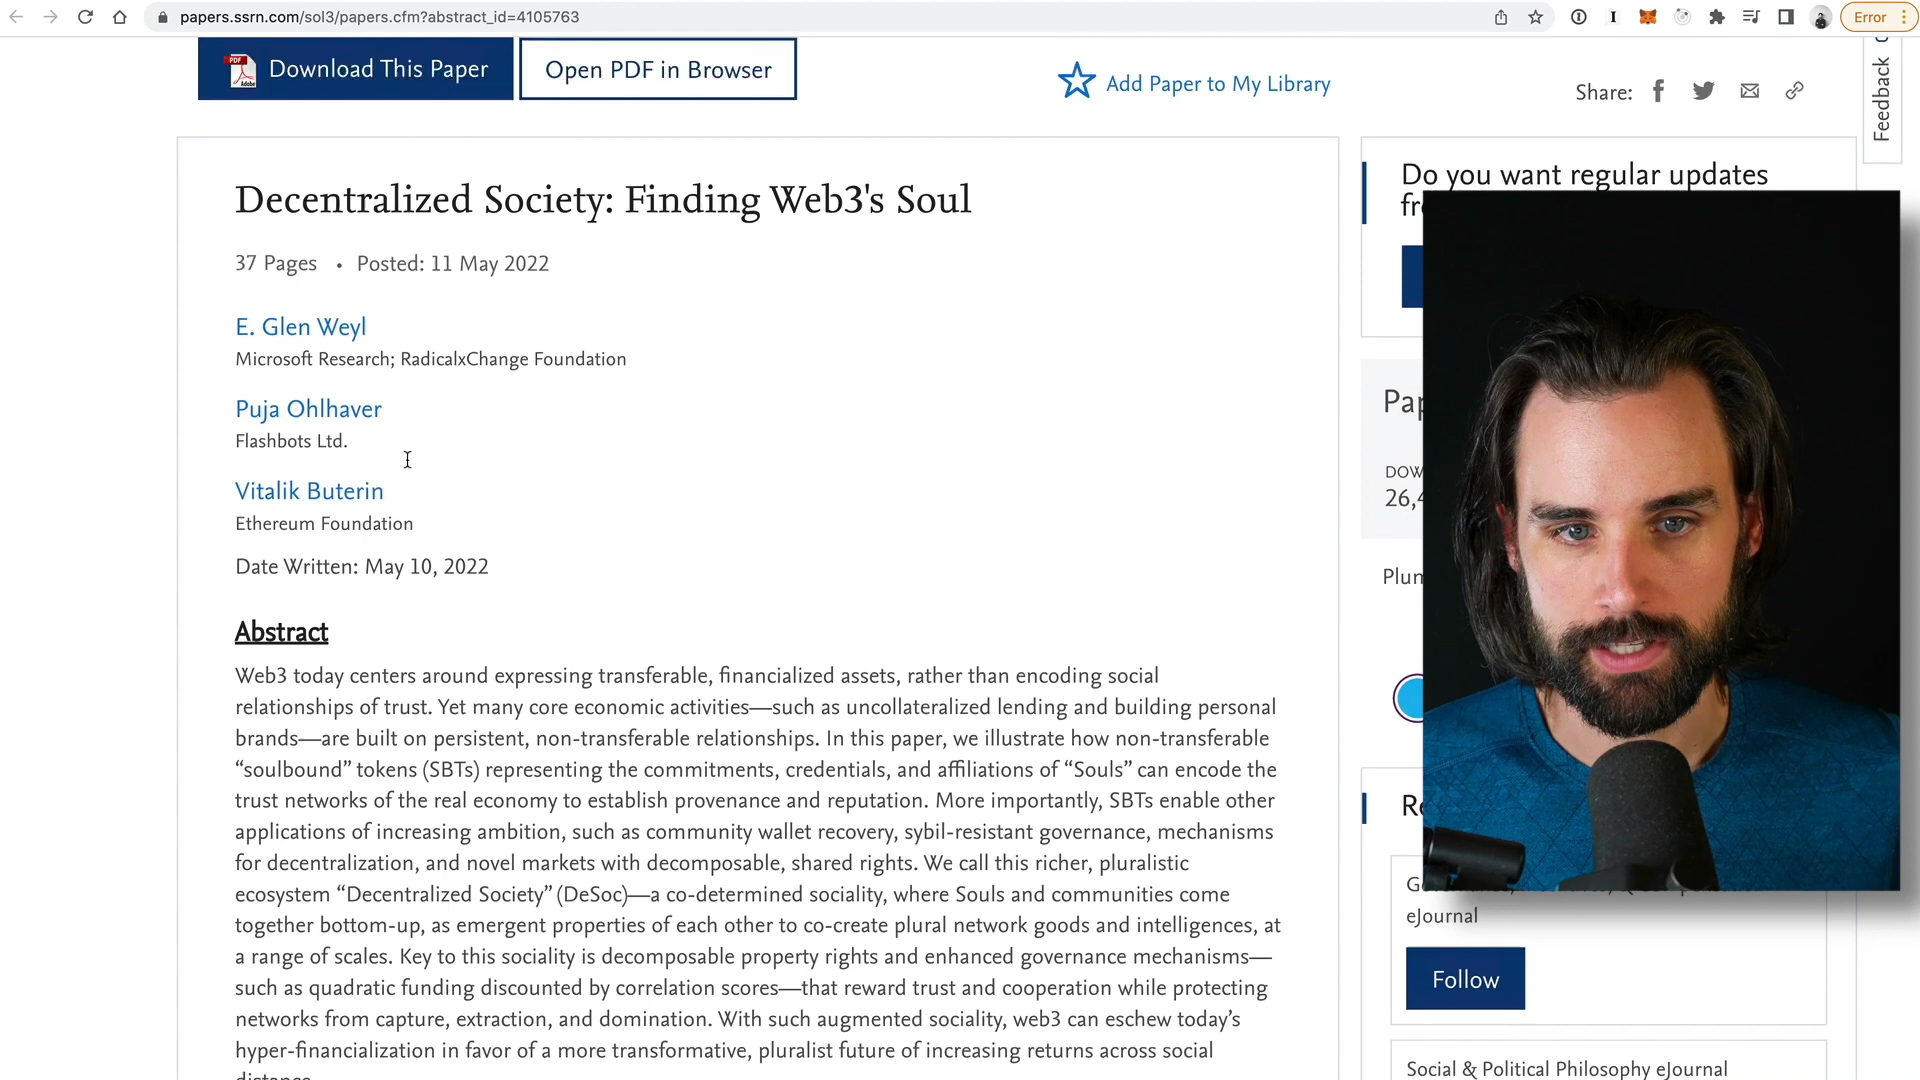 papers.ssrn.com/sol3/papers.cfm?abstract_id=4105763
Error
Download This Paper
Open PDF in Browser
Add Paper to My Library
Share:
Feedback
Decentralized Society: Finding Web3's Soul
37 Pages • Posted: 11 May 2022
E. Glen Weyl
Microsoft Research; RadicalxChange Foundation
Puja Ohlhaver
Flashbots Ltd.
Vitalik Buterin
Ethereum Foundation
Date Written: May 10, 2022
Abstract
Web3 today centers around expressing transferable, financialized assets, rather than encoding social
relationships of trust. Yet many core economic activities—such as uncollateralized lending and building personal
brands—are built on persistent, non-transferable relationships. In this paper, we illustrate how non-transferable
“soulbound” tokens (SBTs) representing the commitments, credentials, and affiliations of “Souls” can encode the
trust networks of the real economy to establish provenance and reputation. More importantly, SBTs enable other
applications of increasing ambition, such as community wallet recovery, sybil-resistant governance, mechanisms
for decentralization, and novel markets with decomposable, shared rights. We call this richer, pluralistic
ecosystem “Decentralized Society” (DeSoc)—a co-determined sociality, where Souls and communities come
together bottom-up, as emergent properties of each other to co-create plural network goods and intelligences, at
a range of scales. Key to this sociality is decomposable property rights and enhanced governance mechanisms—
such as quadratic funding discounted by correlation scores—that reward trust and cooperation while protecting
networks from capture, extraction, and domination. With such augmented sociality, web3 can eschew today’s
hyper-financialization in favor of a more transformative, pluralist future of increasing returns across social
distance.
Do you want regular updates
eJournal
Follow
Social & Political Philosophy eJournal